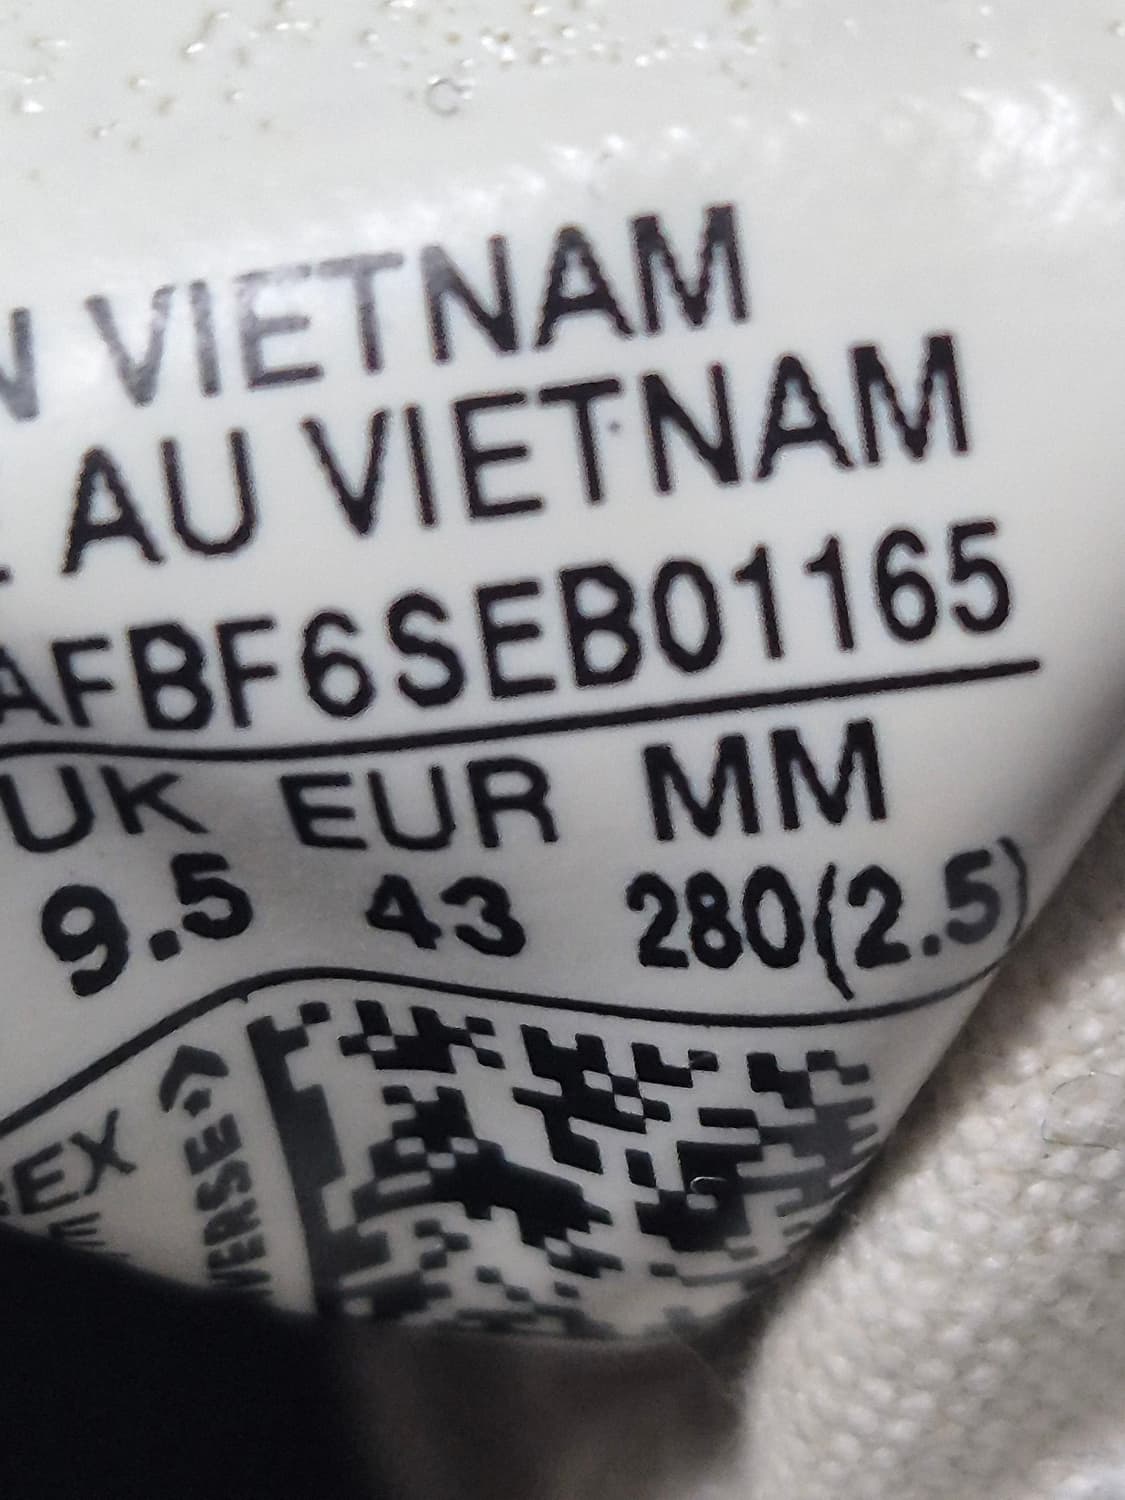 N VIETNAM
AU VIETNAM
AFBF6SEB01165
UK EUR MM
9.5 43 280(2.5)
EX
VERSE